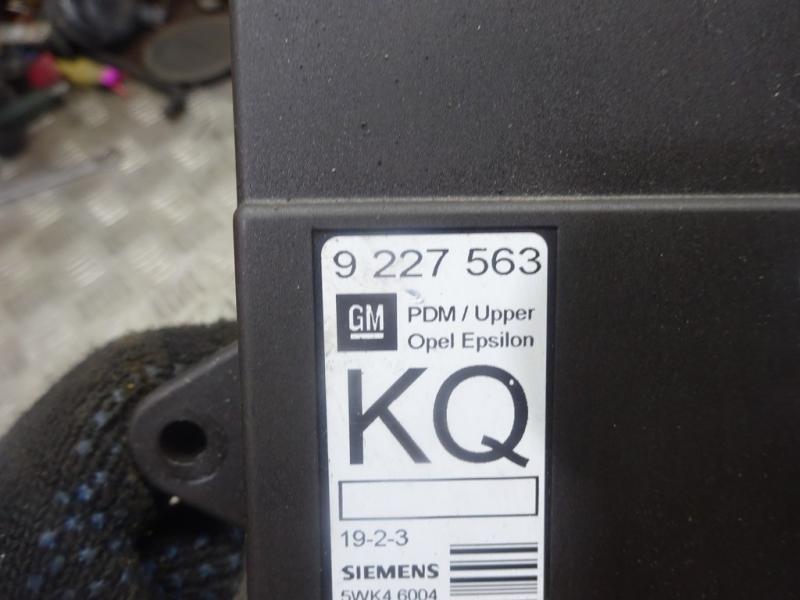 9 227 563
GM PDM / Upper
Opel Epsilon
KQ
19-2-3
SIEMENS
5WK4 6004